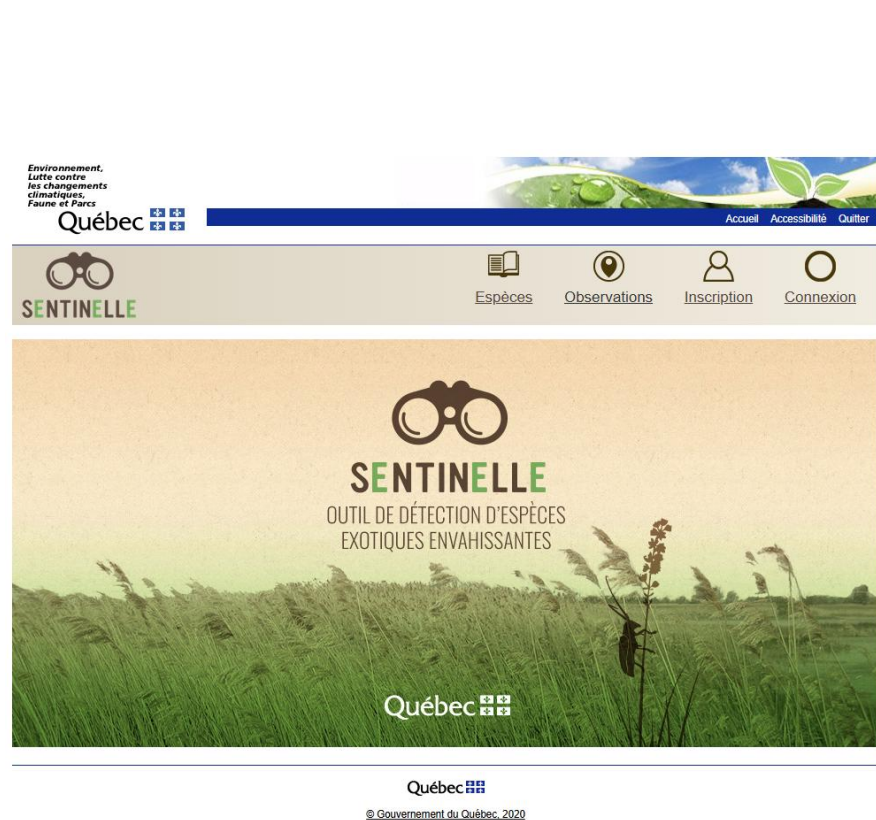 Environnement,
Lutte contre
les changements
climatiques,
Faune et Parcs
Québec
Accueil Accessibilité Quitter
SENTINELLE
Espèces Observations Inscription Connexion
SENTINELLE
OUTIL DE DÉTECTION D'ESPÈCES
EXOTIQUES ENVAHISSANTES
Québec
Québec
© Gouvernement du Québec, 2020